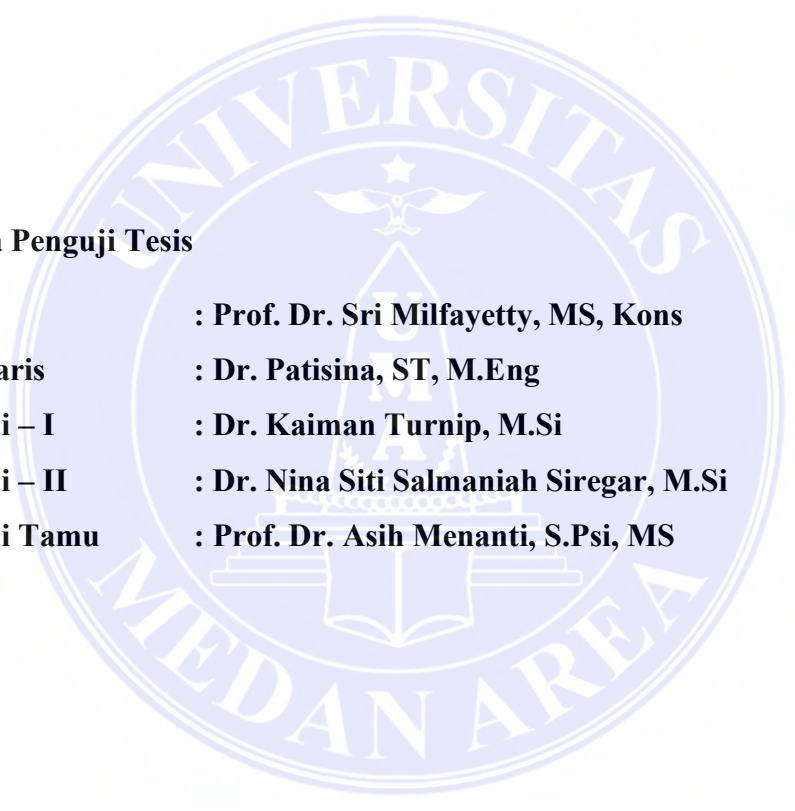 UNIVERSITAS
a Penguji Tesis
: Prof. Dr. Sri Milfayetty, MS, Kons
aris : Dr. Patisina, ST, M.Eng
i – I : Dr. Kaiman Turnip, M.Si
i – II : Dr. Nina Siti Salmaniah Siregar, M.Si
i Tamu : Prof. Dr. Asih Menanti, S.Psi, MS
U
M
A
MEDAN AREA